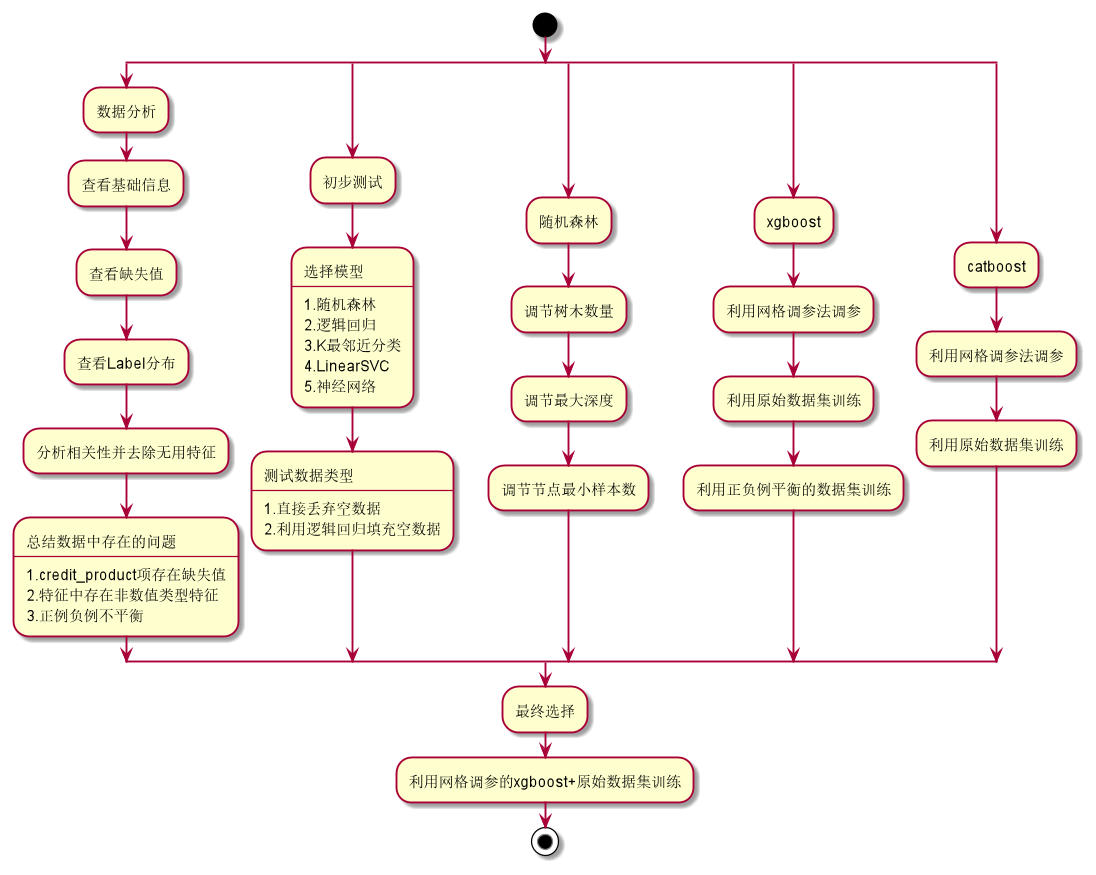 数据分析
查看基础信息
查看缺失值
查看Label分布
分析相关性并去除无用特征
总结数据中存在的问题
1.credit_product项存在缺失值
2.特征中存在非数值类型特征
3.正例负例不平衡
初步测试
选择模型
1.随机森林
2.逻辑回归
3.K最邻近分类
4.LinearSVC
5.神经网络
测试数据类型
1.直接丢弃空数据
2.利用逻辑回归填充空数据
随机森林
调节树木数量
调节最大深度
调节节点最小样本数
xgboost
利用网格调参法调参
利用原始数据集训练
利用正负例平衡的数据集训练
catboost
利用网格调参法调参
利用原始数据集训练
最终选择
利用网格调参的xgboost+原始数据集训练